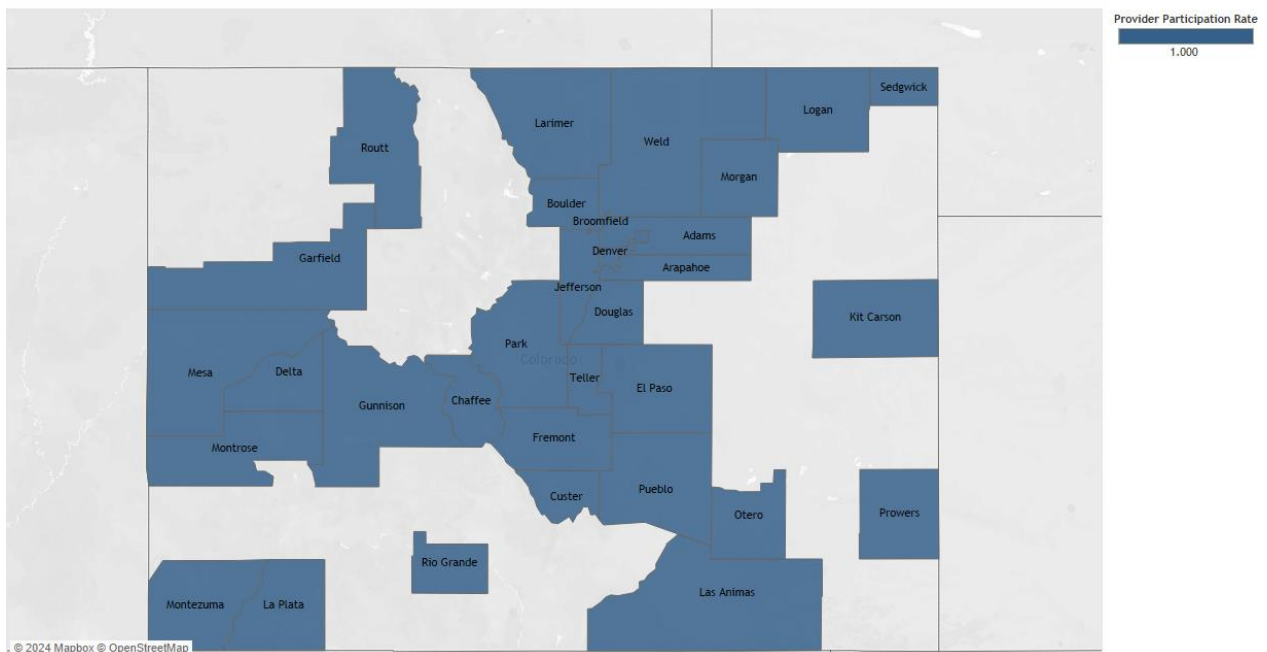 Provider Participation Rate
1.000
Sedgwick
Logan
Larimer
Weld
Routt
Morgan
Boulder
Broomfield
Adams
Denver
Garfield
Arapahoe
Jefferson
Douglas
Kit Carson
Park
Colorado
Mesa
Delta
Teller
El Paso
Gunnison
Chaffee
Fremont
Montrose
Custer
Pueblo
Otero
Prowers
Rio Grande
Las Animas
Montezuma
La Plata
© 2024 Mapbox © OpenStreetMap